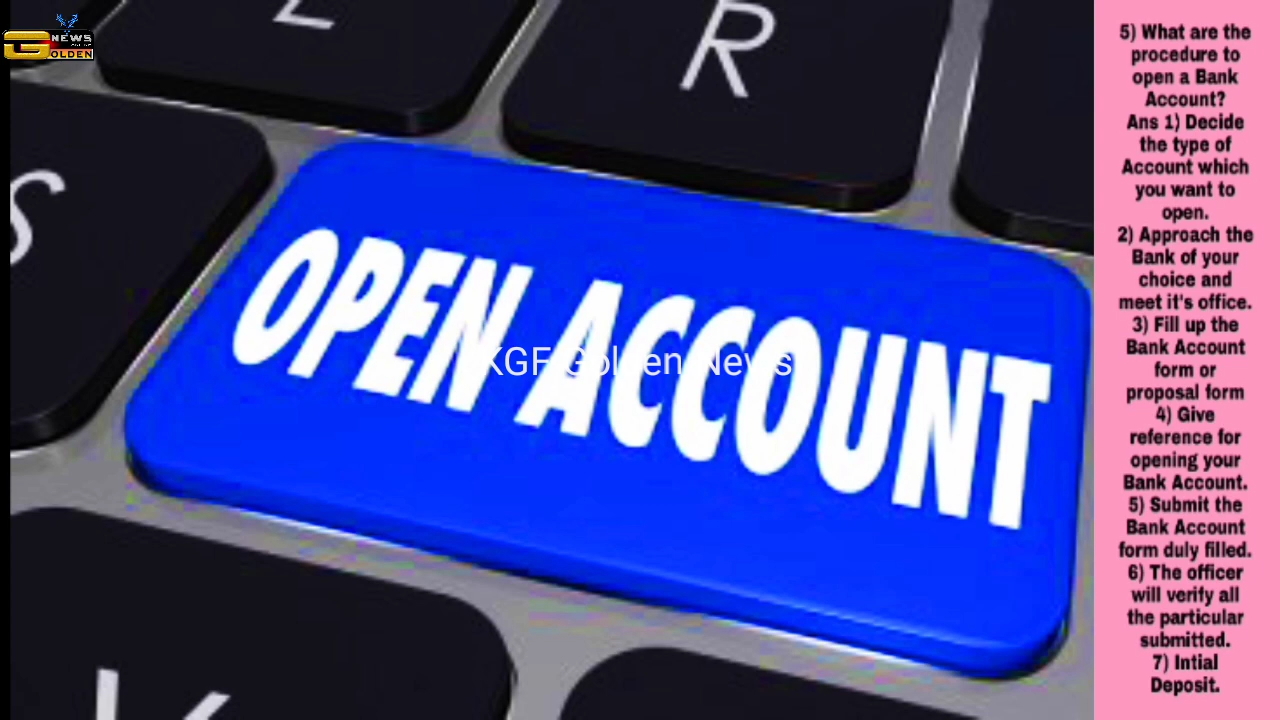 NEWS
GOLDEN
E
R
S
OPEN ACCOUNT
KGF Golden News
V
5) What are the
procedure to
open a Bank
Account?
Ans 1) Decide
the type of
Account which
you want to
open.
2) Approach the
Bank of your
choice and
meet it's office.
3) Fill up the
Bank Account
form or
proposal form
4) Give
reference for
opening your
Bank Account.
5) Submit the
Bank Account
form duly filled.
6) The officer
will verify all
the particular
submitted.
7) Intial
Deposit.